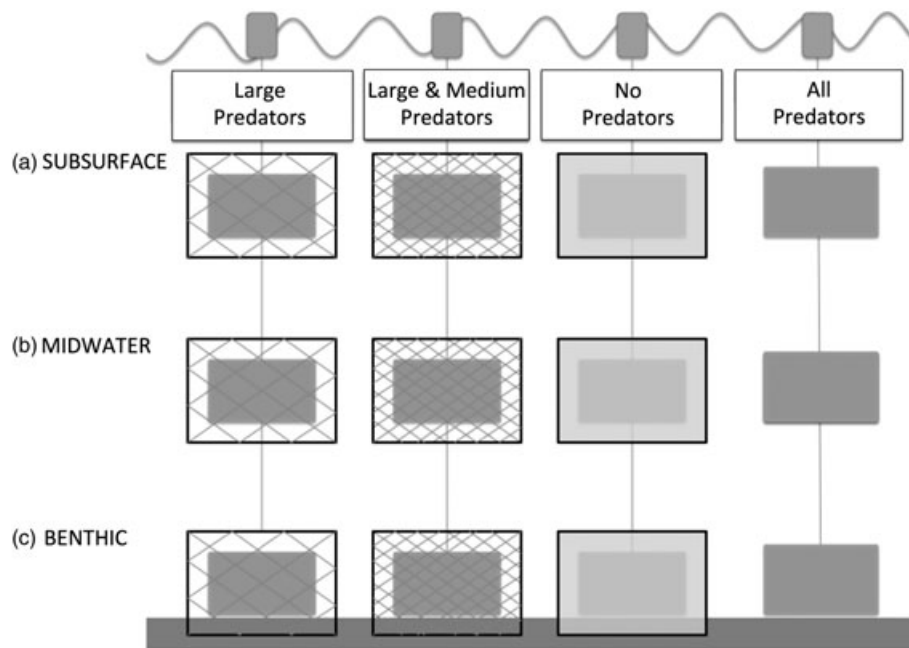 Large
Predators
Large & Medium
Predators
No
Predators
All
Predators
(a) SUBSURFACE
(b) MIDWATER
(c) BENTHIC